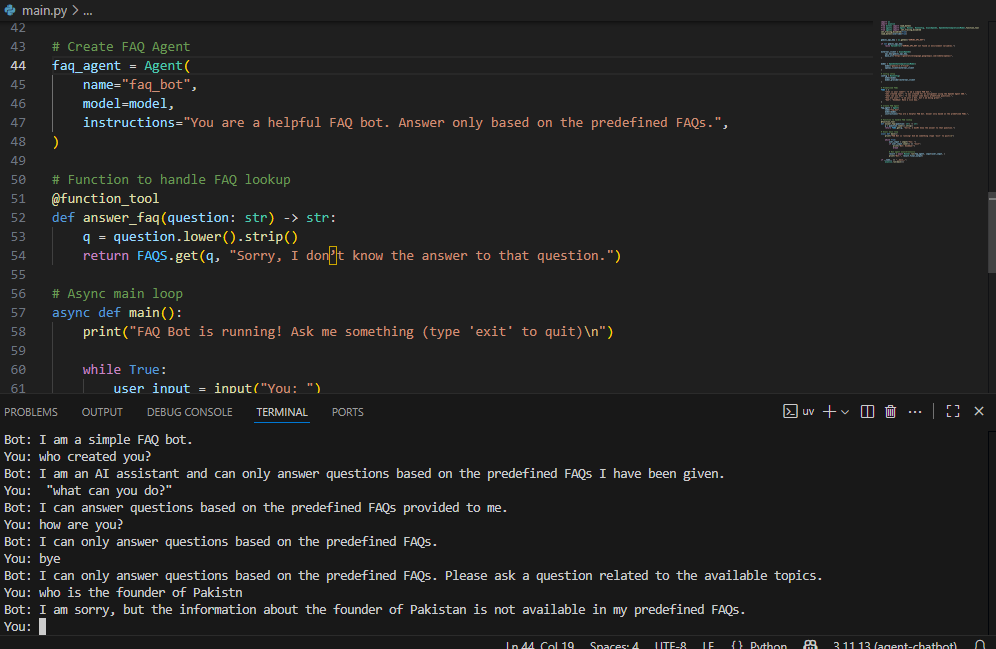 main.py > ...
42
43 # Create FAQ Agent
44 faq_agent = Agent(
45     name="faq_bot",
46     model=model,
47     instructions="You are a helpful FAQ bot. Answer only based on the predefined FAQs.",
48 )
49
50 # Function to handle FAQ lookup
51 @function_tool
52 def answer_faq(question: str) -> str:
53     q = question.lower().strip()
54     return FAQS.get(q, "Sorry, I don’t know the answer to that question.")
55
56 # Async main loop
57 async def main():
58     print("FAQ Bot is running! Ask me something (type 'exit' to quit)\n")
59
60     while True:
61         user_input = input("You: ")
PROBLEMS OUTPUT DEBUG CONSOLE TERMINAL PORTS uv
Bot: I am a simple FAQ bot.
You: who created you?
Bot: I am an AI assistant and can only answer questions based on the predefined FAQs I have been given.
You:  "what can you do?"
Bot: I can answer questions based on the predefined FAQs provided to me.
You: how are you?
Bot: I can only answer questions based on the predefined FAQs.
You: bye
Bot: I can only answer questions based on the predefined FAQs. Please ask a question related to the available topics.
You: who is the founder of Pakistn
Bot: I am sorry, but the information about the founder of Pakistan is not available in my predefined FAQs.
You:
Ln 44, Col 19 Spaces: 4 UTF-8 LF {} Python 3.11.13 (agent-chatbot)